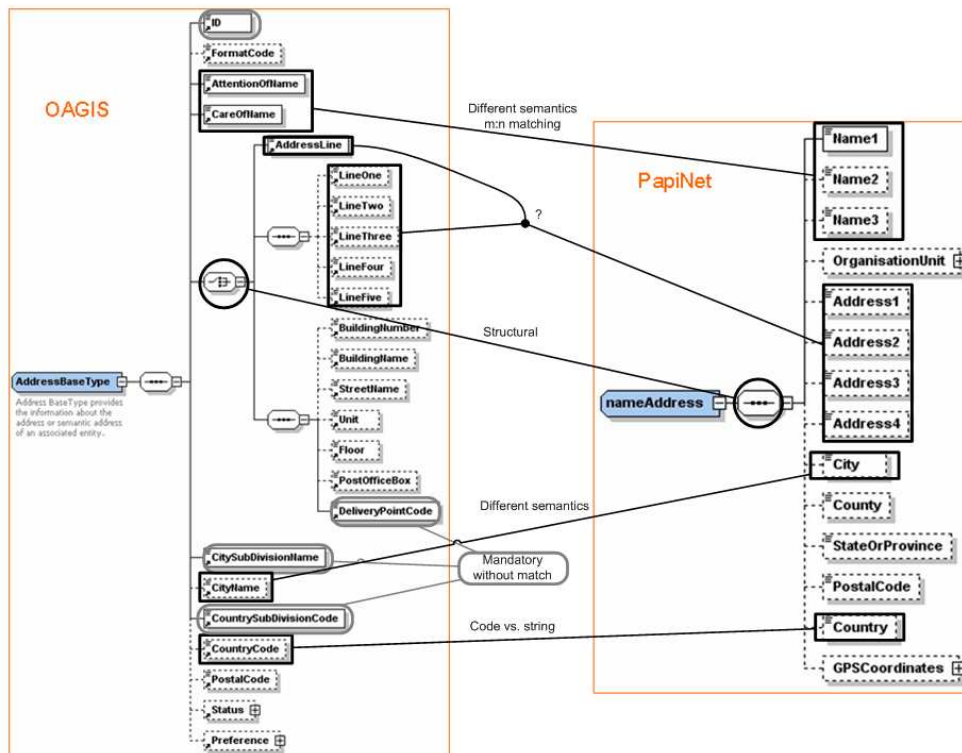 OAGIS
ID
FormatCode
AttentionOfName
CareOfName
AddressLine
LineOne
LineTwo
LineThree
LineFour
LineFive
BuildingNumber
BuildingName
StreetName
Unit
Floor
PostOfficeBox
DeliveryPointCode
AddressBaseType
Address BaseType provides
the information about the
address or semantic address
of an associated entity..
CitySubDivisionName
CityName
CountrySubDivisionCode
CountryCode
PostalCode
Status
Preference
Different semantics
m:n matching
?
Structural
Different semantics
Mandatory
without match
Code vs. string
PapiNet
nameAddress
Name1
Name2
Name3
OrganisationUnit
Address1
Address2
Address3
Address4
City
County
StateOrProvince
PostalCode
Country
GPSCoordinates